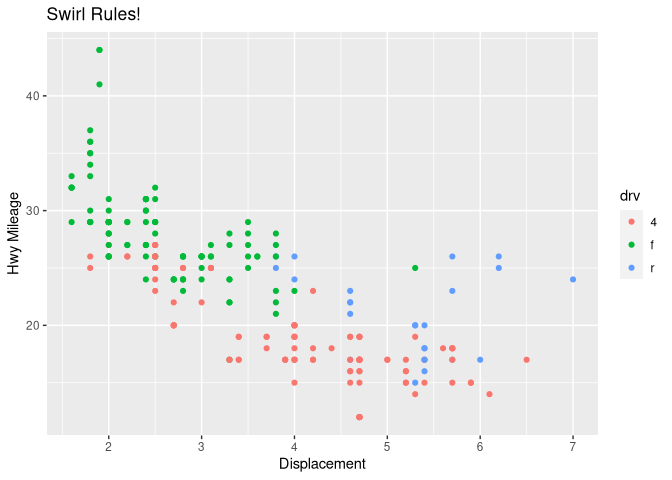 Swirl Rules!
Hwy Mileage
40
30
20
2 3 4 5 6 7
Displacement
drv
4
f
r